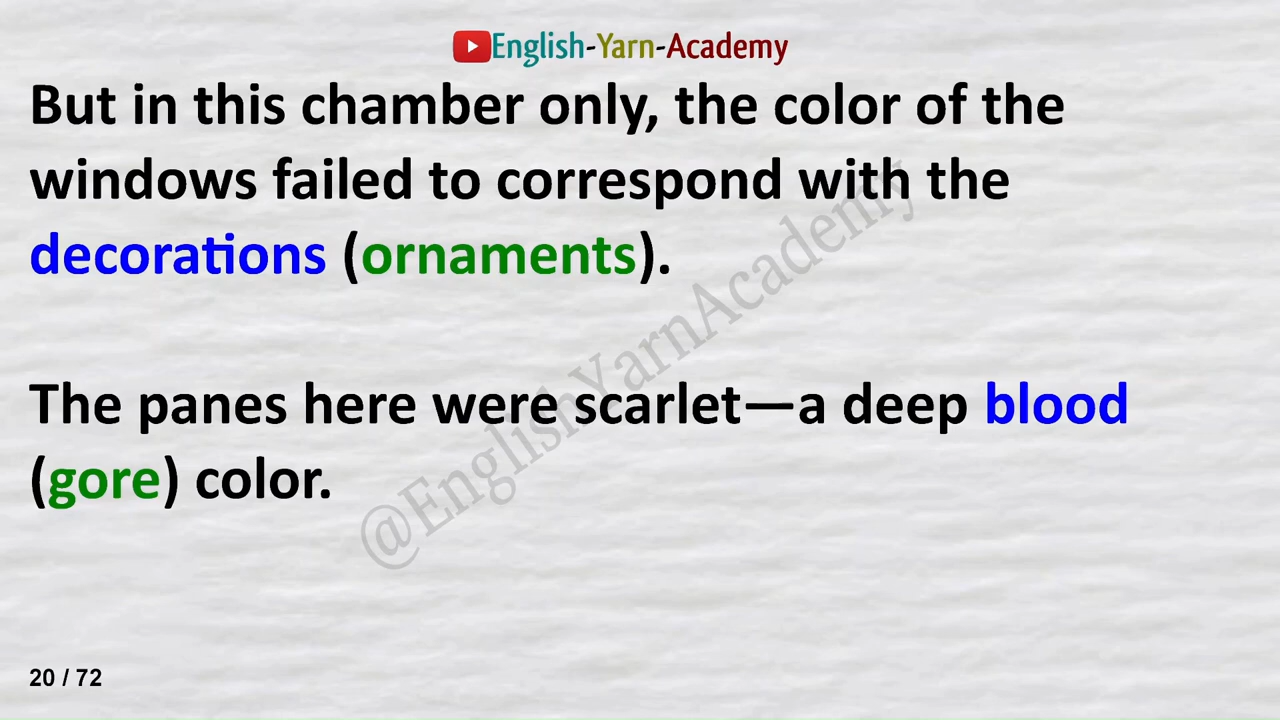 English-Yarn-Academy
But in this chamber only, the color of the
windows failed to correspond with the
decorations (ornaments).
The panes here were scarlet—a deep blood
(gore) color.
@EnglishYarnAcademy
20 / 72